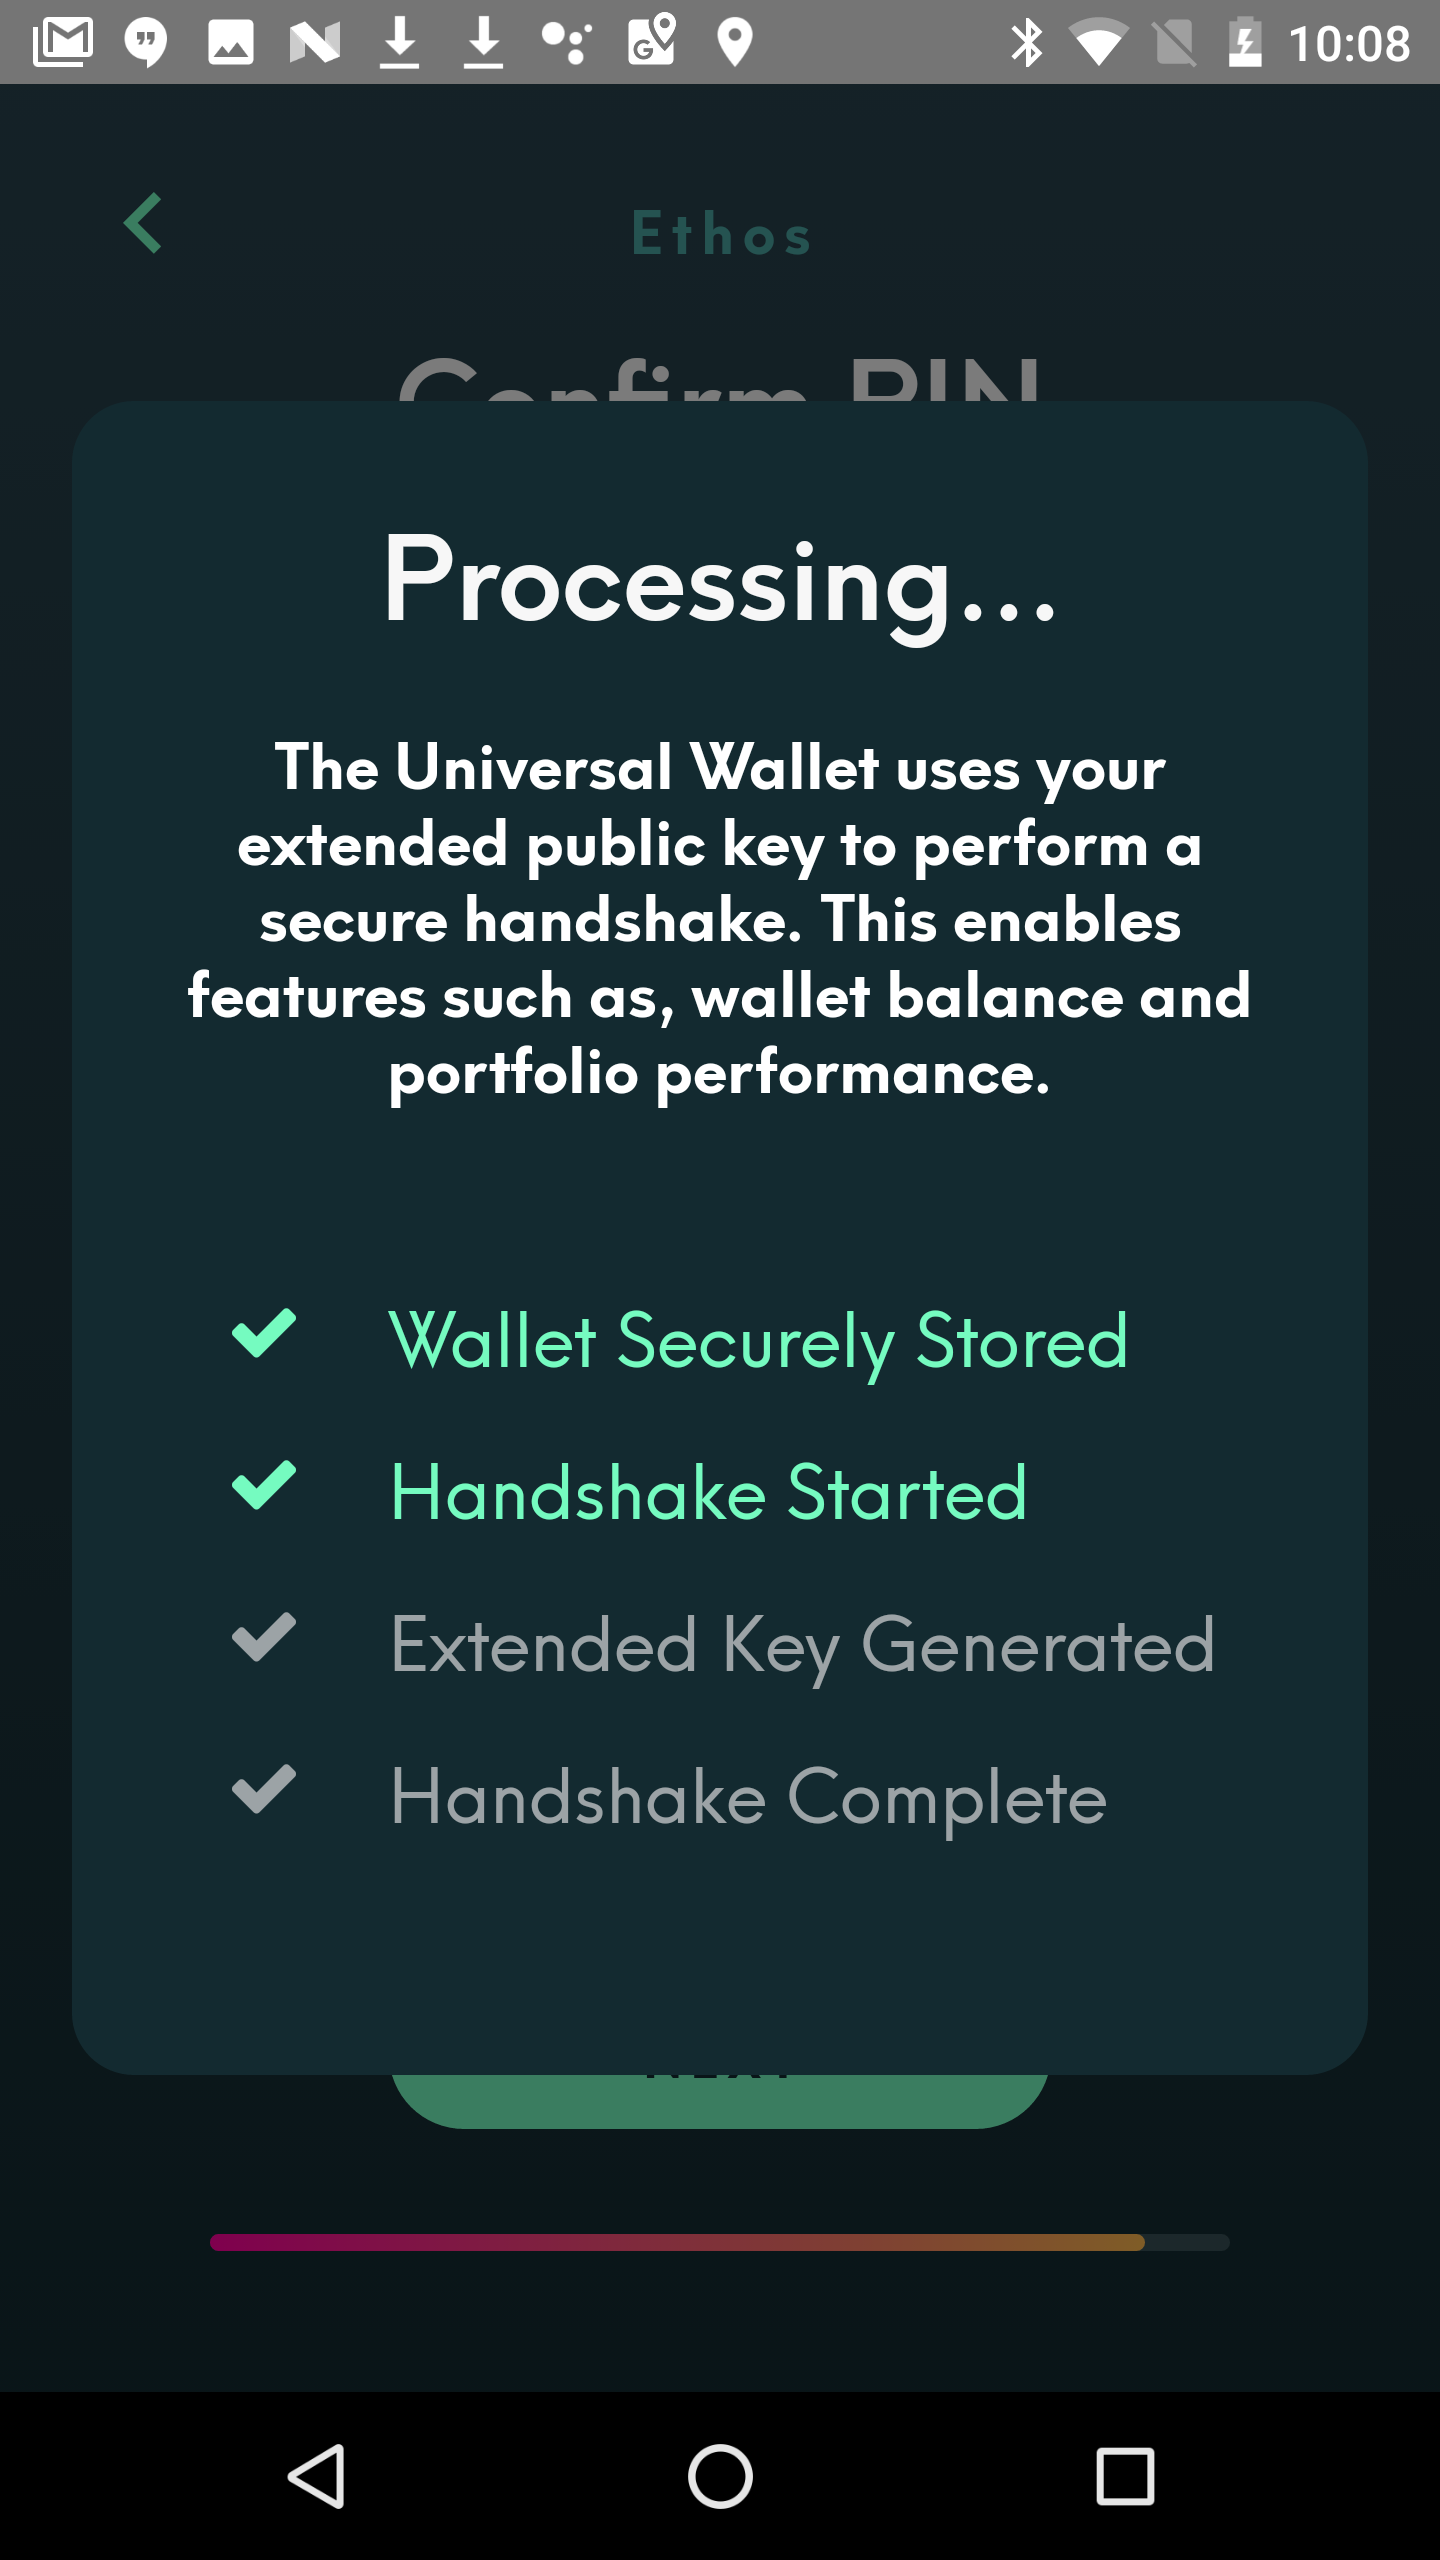 10:08
Ethos
Confirm PIN
Processing...
The Universal Wallet uses your
extended public key to perform a
secure handshake. This enables
features such as, wallet balance and
portfolio performance.
Wallet Securely Stored
Handshake Started
Extended Key Generated
Handshake Complete
NEXT